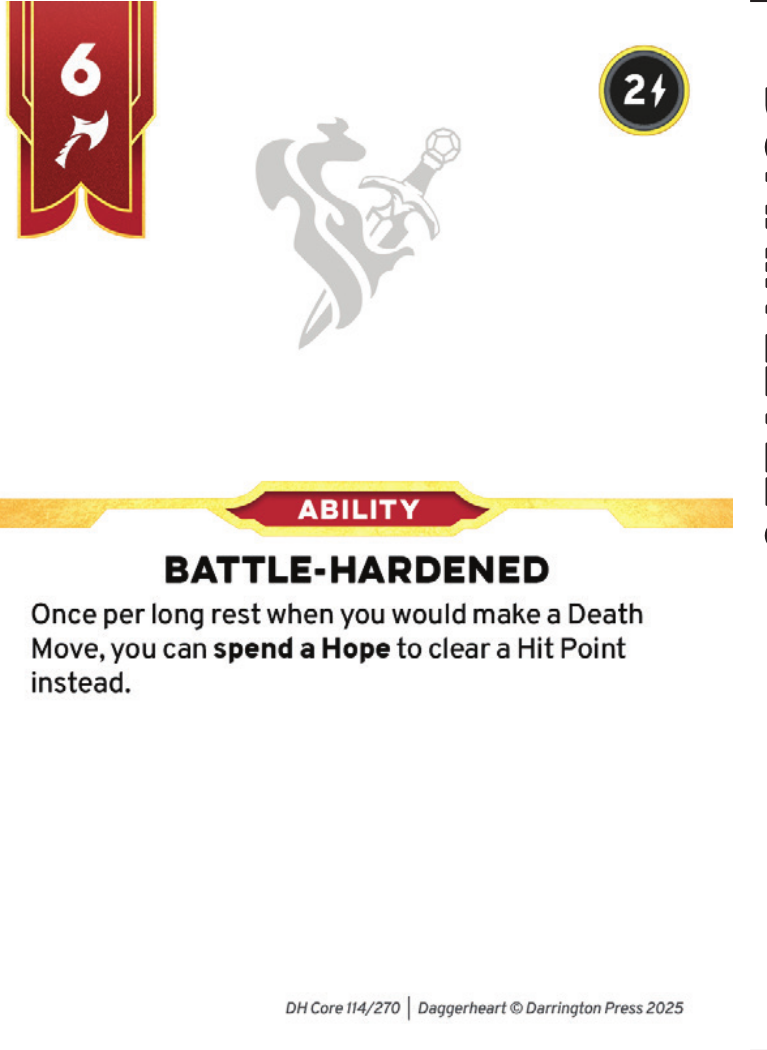 6
2
ABILITY
BATTLE-HARDENED
Once per long rest when you would make a Death
Move, you can spend a Hope to clear a Hit Point
instead.
DH Core 114/270 | Daggerheart © Darrington Press 2025